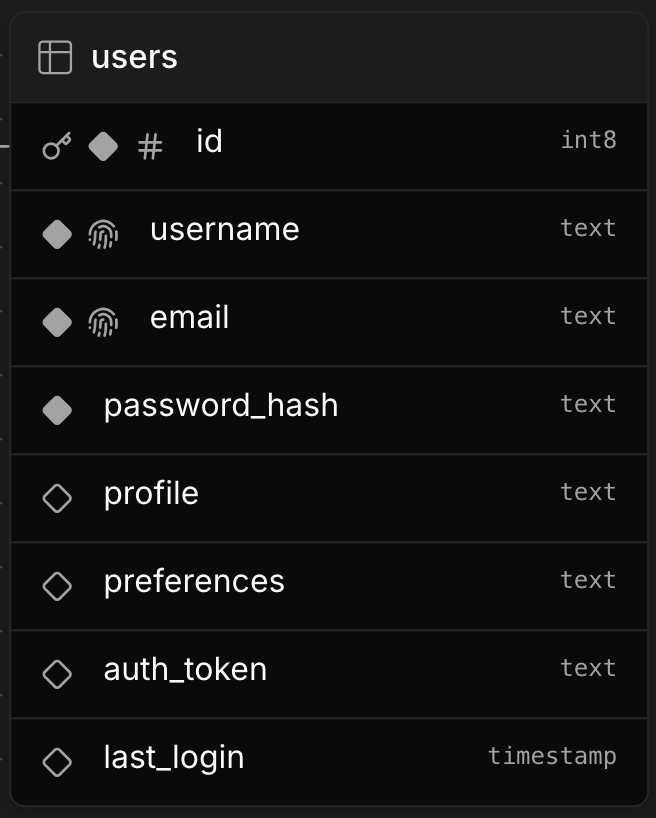 users
id int8
username text
email text
password_hash text
profile text
preferences text
auth_token text
last_login timestamp